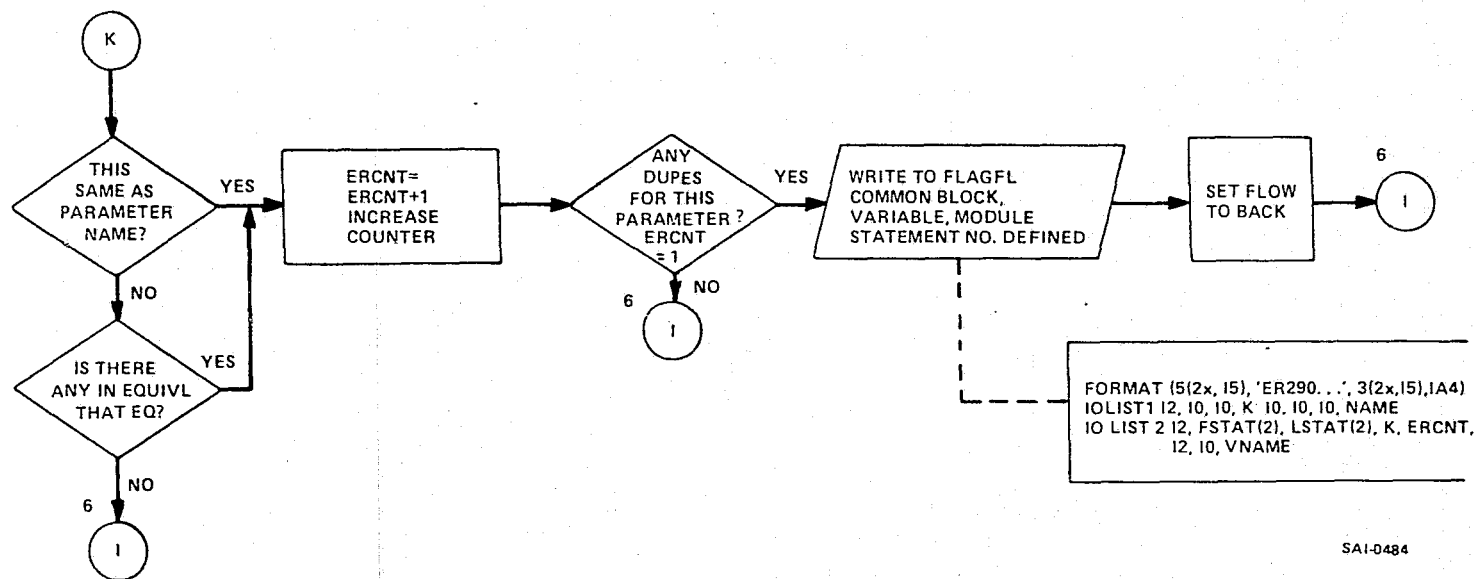 K
THIS
SAME AS
PARAMETER
NAME?
YES
NO
IS THERE
ANY IN EQUIVL
THAT EQ?
YES
NO
6
I
ERCNT=
ERCNT+1
INCREASE
COUNTER
ANY
DUPES
FOR THIS
PARAMETER ?
ERCNT
= 1
YES
NO
6
I
WRITE TO FLAGFL
COMMON BLOCK,
VARIABLE, MODULE
STATEMENT NO. DEFINED
SET FLOW
TO BACK
6
I
FORMAT (5(2x, I5), 'ER290...', 3(2x,I5),IA4)
IOLIST1 I2, I0, I0, K I0. I0, I0, NAME
IO LIST 2 I2, FSTAT(2), LSTAT(2), K, ERCNT,
I2, I0, VNAME
SAI-0484